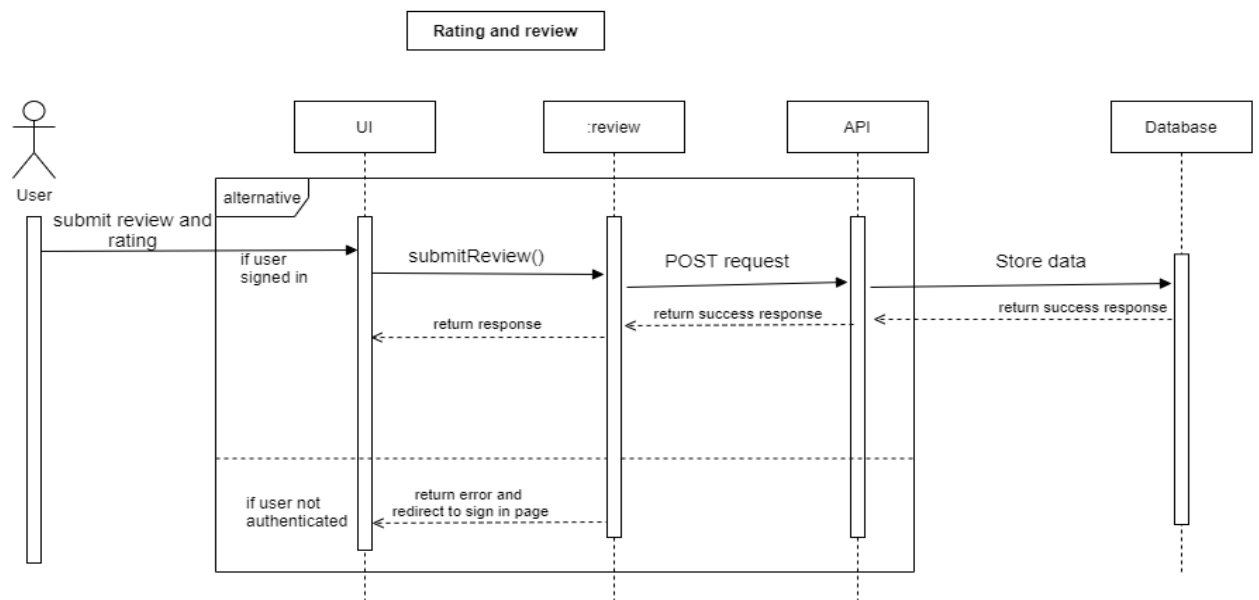 Rating and review
UI
:review
API
Database
User
alternative
submit review and
rating
if user
signed in
submitReview()
POST request
Store data
return response
return success response
return success response
if user not
authenticated
return error and
redirect to sign in page